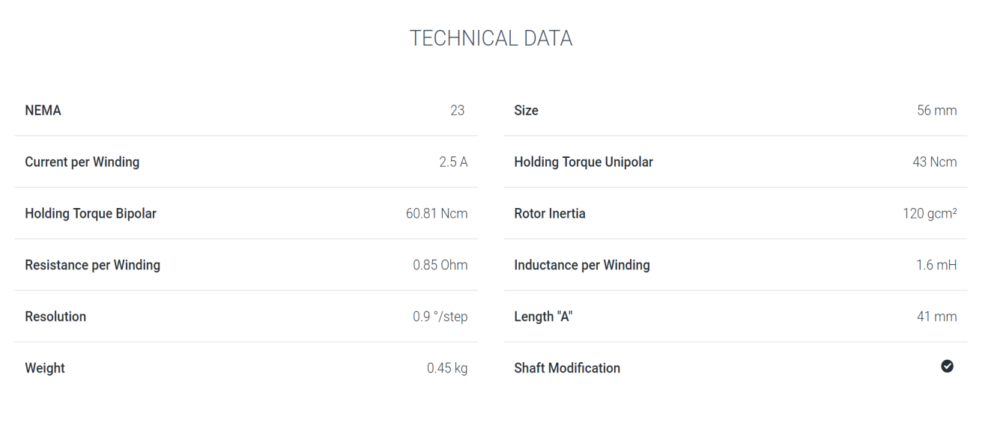 TECHNICAL DATA
NEMA 23 Size 56 mm
Current per Winding 2.5 A Holding Torque Unipolar 43 Ncm
Holding Torque Bipolar 60.81 Ncm Rotor Inertia 120 gcm²
Resistance per Winding 0.85 Ohm Inductance per Winding 1.6 mH
Resolution 0.9 °/step Length "A" 41 mm
Weight 0.45 kg Shaft Modification